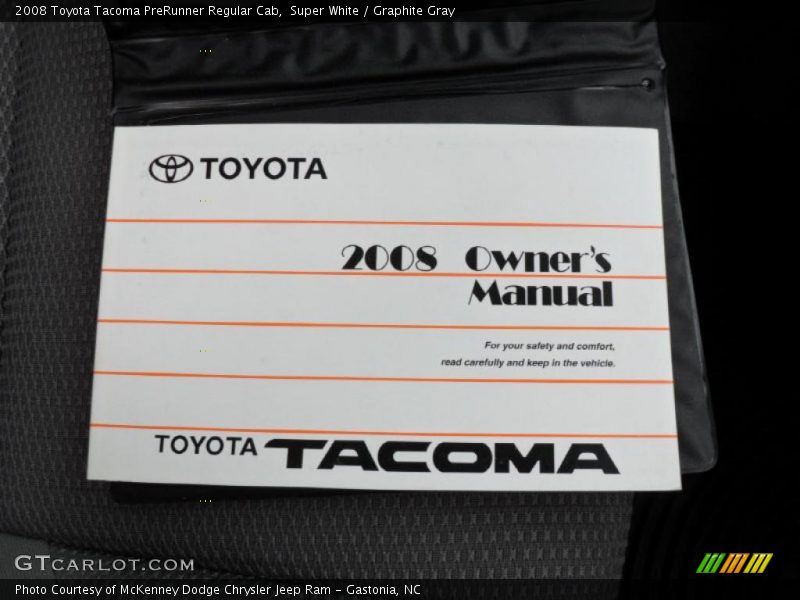 2008 Toyota Tacoma PreRunner Regular Cab,  Super White / Graphite Gray
TOYOTA
2008 Owner's
Manual
For your safety and comfort,
read carefully and keep in the vehicle.
TOYOTA TACOMA
GTCARLOT.COM
Photo Courtesy of McKenney Dodge Chrysler Jeep Ram - Gastonia, NC